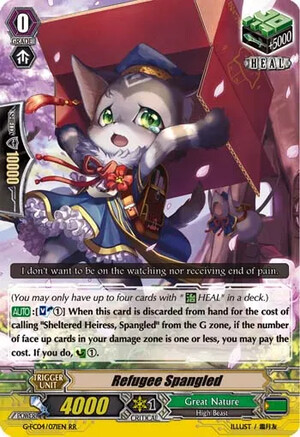 GRADE 0
+5000
HEAL
SHIELD
10000
I don't want to be on the watching nor receiving end of pain.
(You may only have up to four cards with " HEAL" in a deck.)
AUTO:[V 1] When this card is discarded from hand for the cost of
calling "Sheltered Heiress, Spangled" from the G zone, if the number
of face up cards in your damage zone is one or less, you may pay the
cost. If you do, 1.
TRIGGER
UNIT
Refugee Spangled
POWER
4000
1
CRITICAL
Great Nature
High Beast
G-FC04/071EN RR
ILLUST / 霜月友